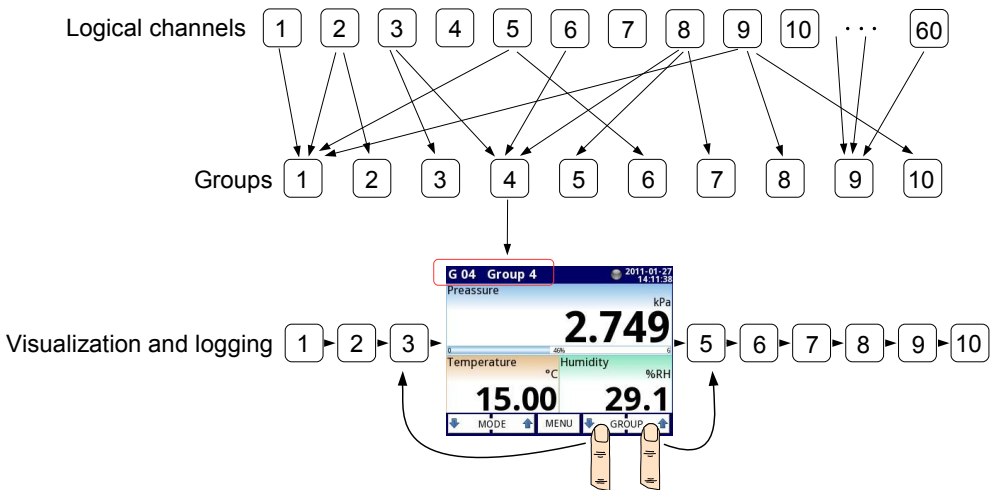 Logical channels 1 2 3 4 5 6 7 8 9 10 · · · 60
Groups 1 2 3 4 5 6 7 8 9 10
G 04 Group 4 2011-01-27
14:11:38
Preassure
kPa
2.749
0 46% 6
Visualization and logging 1 2 3 5 6 7 8 9 10
Temperature Humidity
°C %RH
15.00 29.1
MODE MENU GROUP